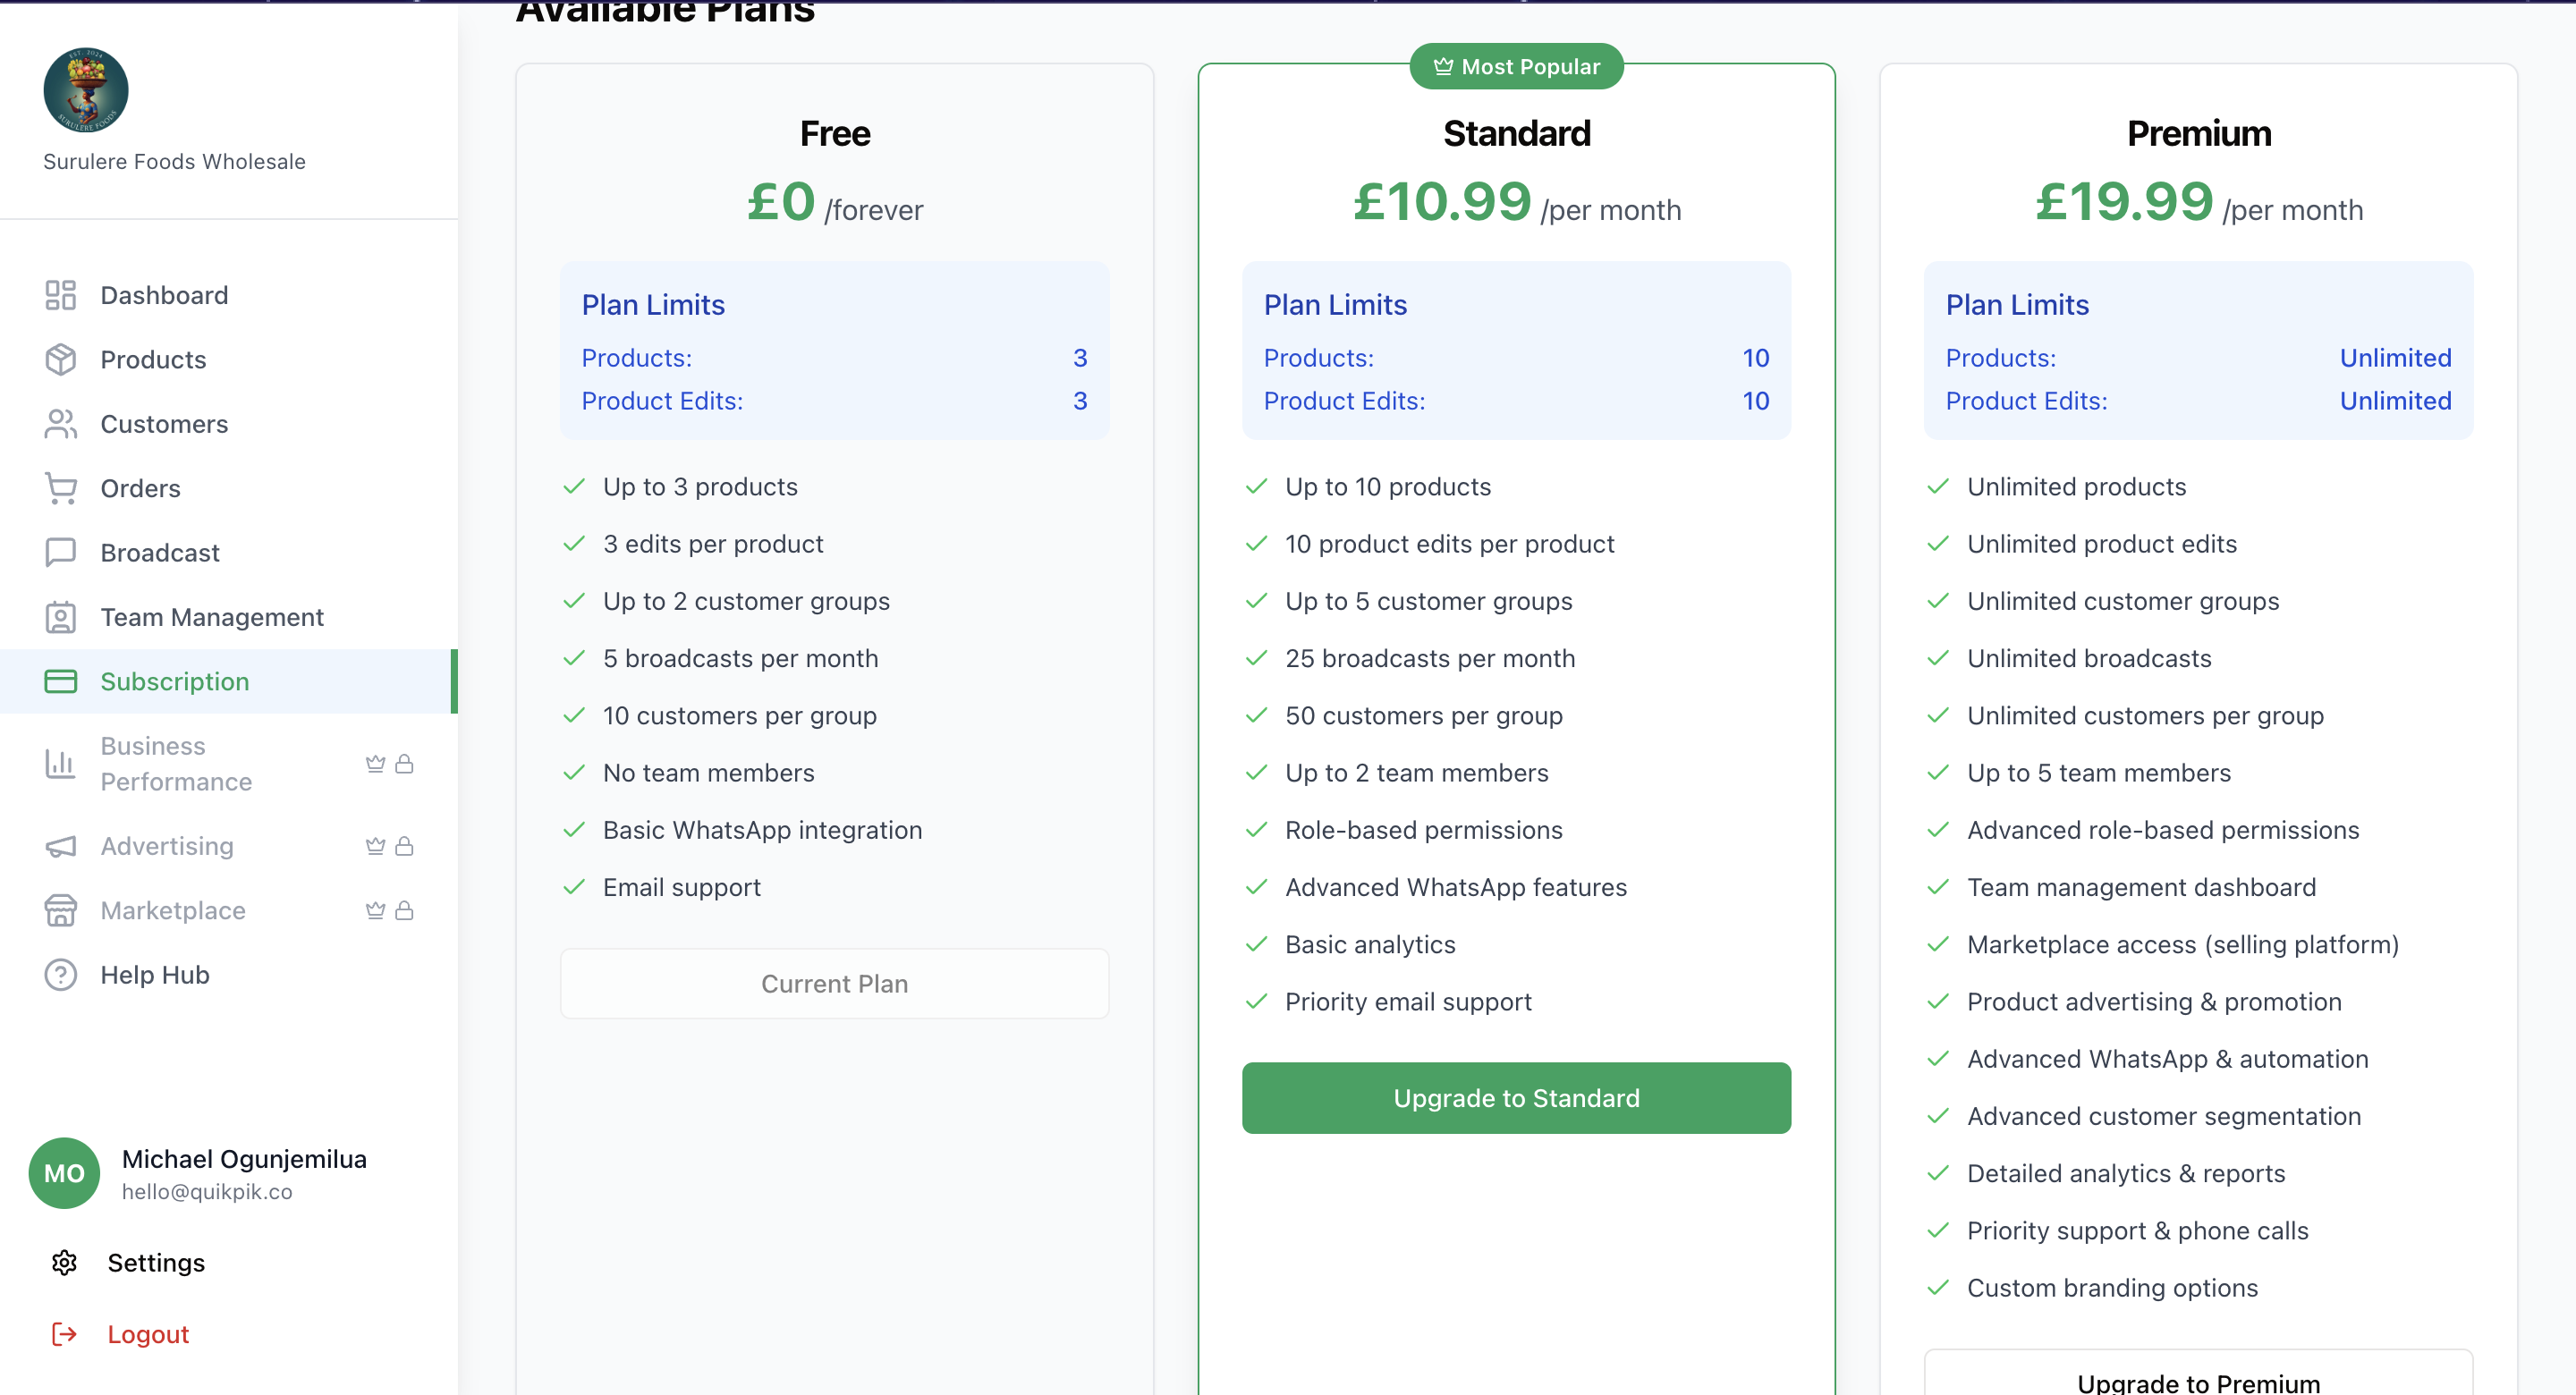 Available Plans
EST. 2024
SURULERE FOODS
Surulere Foods Wholesale
Dashboard
Products
Customers
Orders
Broadcast
Team Management
Subscription
Business
Performance
Advertising
Marketplace
Help Hub
MO
Michael Ogunjemilua
hello@quikpik.co
Settings
Logout
Free
£0 /forever
Plan Limits
Products: 3
Product Edits: 3
Up to 3 products
3 edits per product
Up to 2 customer groups
5 broadcasts per month
10 customers per group
No team members
Basic WhatsApp integration
Email support
Current Plan
Most Popular
Standard
£10.99 /per month
Plan Limits
Products: 10
Product Edits: 10
Up to 10 products
10 product edits per product
Up to 5 customer groups
25 broadcasts per month
50 customers per group
Up to 2 team members
Role-based permissions
Advanced WhatsApp features
Basic analytics
Priority email support
Upgrade to Standard
Premium
£19.99 /per month
Plan Limits
Products: Unlimited
Product Edits: Unlimited
Unlimited products
Unlimited product edits
Unlimited customer groups
Unlimited broadcasts
Unlimited customers per group
Up to 5 team members
Advanced role-based permissions
Team management dashboard
Marketplace access (selling platform)
Product advertising & promotion
Advanced WhatsApp & automation
Advanced customer segmentation
Detailed analytics & reports
Priority support & phone calls
Custom branding options
Upgrade to Premium